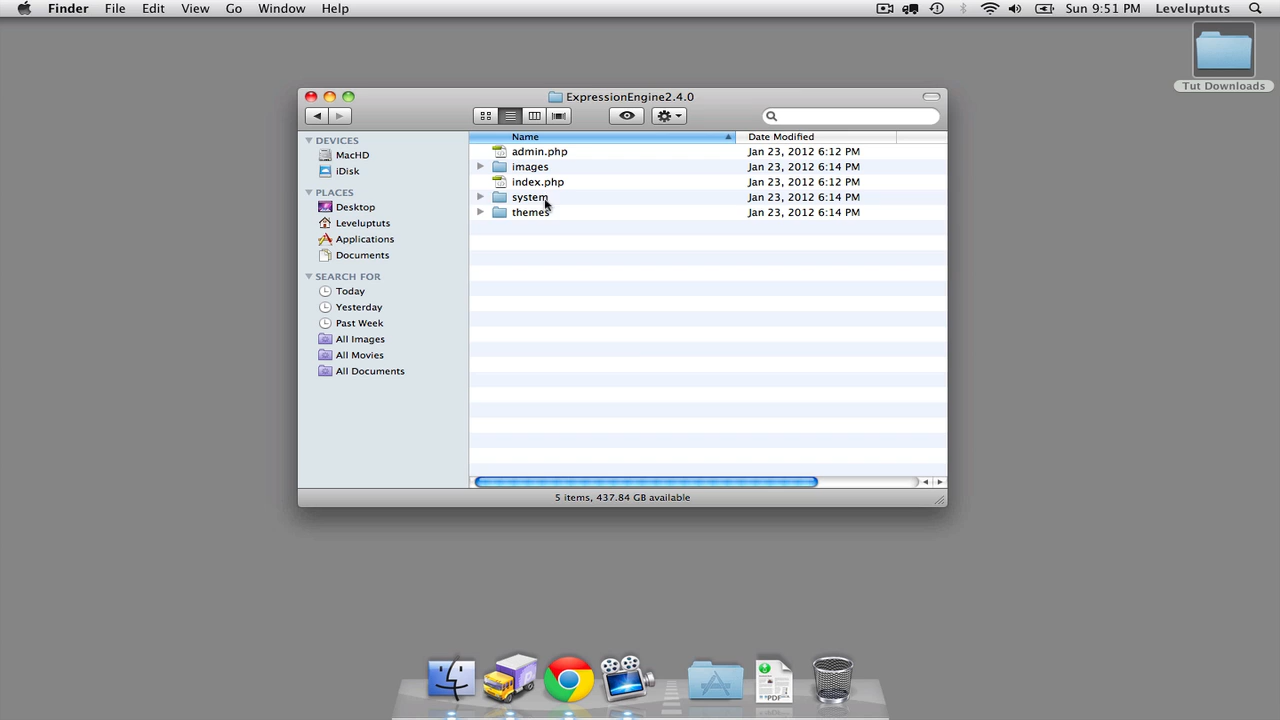 Finder File Edit View Go Window Help Sun 9:51 PM Leveluptuts
Tut Downloads
ExpressionEngine2.4.0
DEVICES
MacHD
iDisk
PLACES
Desktop
Leveluptuts
Applications
Documents
SEARCH FOR
Today
Yesterday
Past Week
All Images
All Movies
All Documents
Name Date Modified
admin.php Jan 23, 2012 6:12 PM
images Jan 23, 2012 6:14 PM
index.php Jan 23, 2012 6:12 PM
system Jan 23, 2012 6:14 PM
themes Jan 23, 2012 6:14 PM
5 items, 437.84 GB available
PDF